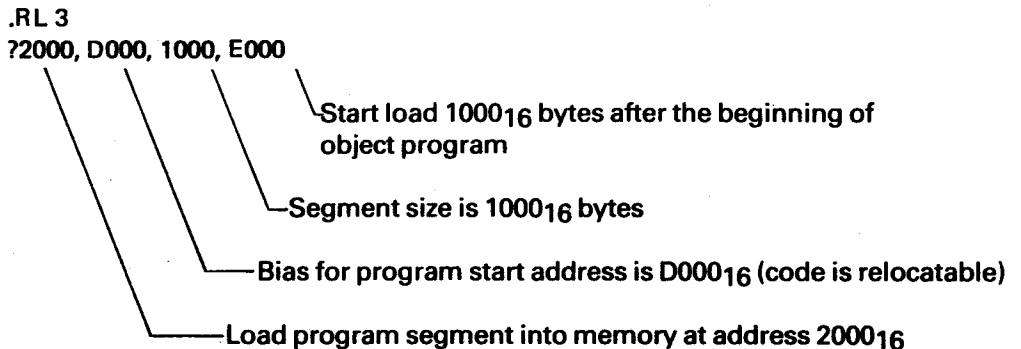 .RL 3
?2000, D000, 1000, E000
Start load 1000₁₆ bytes after the beginning of
object program
Segment size is 1000₁₆ bytes
Bias for program start address is D000₁₆ (code is relocatable)
Load program segment into memory at address 2000₁₆